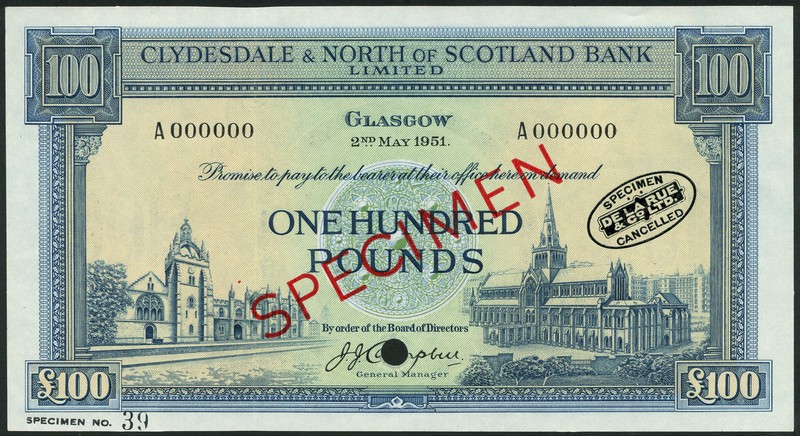 CLYDESDALE & NORTH OF SCOTLAND BANK
LIMITED
100
100
GLASGOW
2ND MAY 1951.
A 000000
A 000000
Promise to pay to the bearer at their office here on demand
ONE HUNDRED
POUNDS
SPECIMEN
SPECIMEN
DE LA RUE
& CO. LTD.
CANCELLED
By order of the Board of Directors
J.J. Campbell.
General Manager
£100
£100
SPECIMEN NO. 39